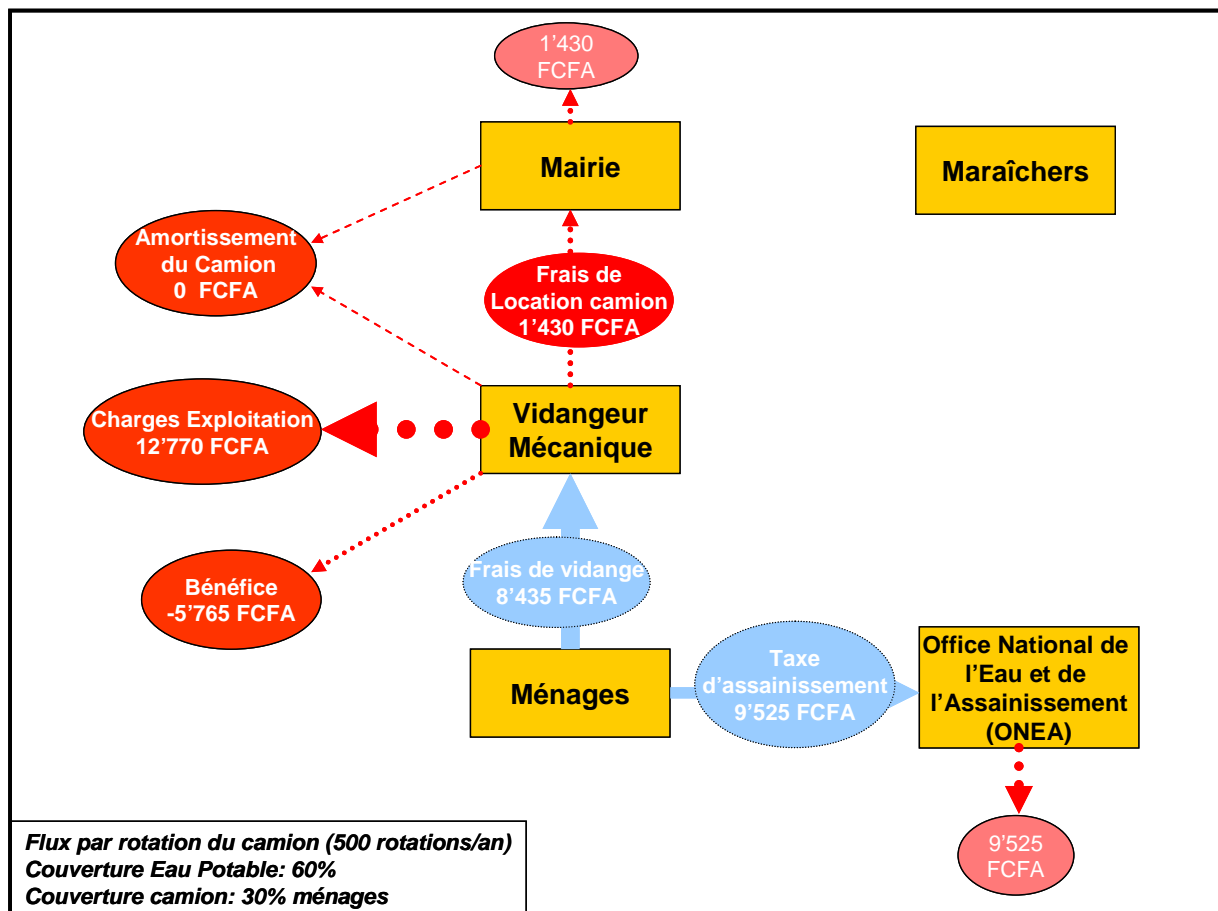 1'430
FCFA
Mairie
Maraîchers
Amortissement
du Camion
0 FCFA
Frais de
Location camion
1'430 FCFA
Charges Exploitation
12'770 FCFA
Vidangeur
Mécanique
Bénéfice
-5'765 FCFA
Frais de vidange
8'435 FCFA
Ménages
Taxe
d'assainissement
9'525 FCFA
Office National de
l'Eau et de
l'Assainissement
(ONEA)
9'525
FCFA
Flux par rotation du camion (500 rotations/an)
Couverture Eau Potable: 60%
Couverture camion: 30% ménages